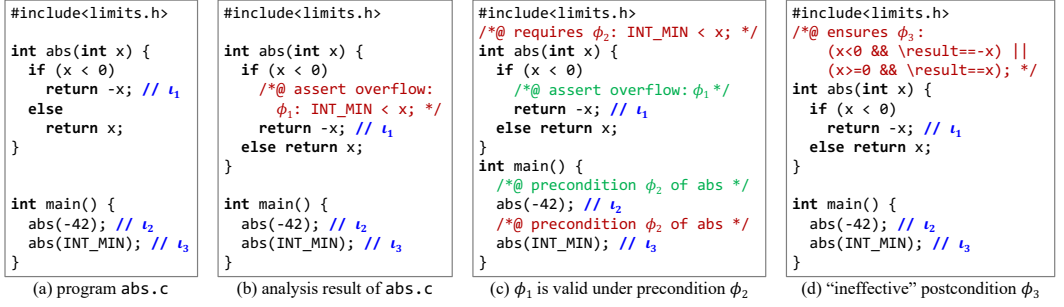 #include<limits.h>
int abs(int x) {
if (x < 0)
return -x; // ι1
else
return x;
}
int main() {
abs(-42); // ι2
abs(INT_MIN); // ι3
}
(a) program abs.c
#include<limits.h>
int abs(int x) {
if (x < 0)
/*@ assert overflow:
ϕ1: INT_MIN < x; */
return -x; // ι1
else return x;
}
int main() {
abs(-42); // ι2
abs(INT_MIN); // ι3
}
(b) analysis result of abs.c
#include<limits.h>
/*@ requires ϕ2: INT_MIN < x; */
int abs(int x) {
if (x < 0)
/*@ assert overflow: ϕ1 */
return -x; // ι1
else return x;
}
int main() {
/*@ precondition ϕ2 of abs */
abs(-42); // ι2
/*@ precondition ϕ2 of abs */
abs(INT_MIN); // ι3
}
(c) ϕ1 is valid under precondition ϕ2
#include<limits.h>
/*@ ensures ϕ3:
(x<0 && \result==-x) ||
(x>=0 && \result==x); */
int abs(int x) {
if (x < 0)
return -x; // ι1
else return x;
}
int main() {
abs(-42); // ι2
abs(INT_MIN); // ι3
}
(d) “ineffective” postcondition ϕ3